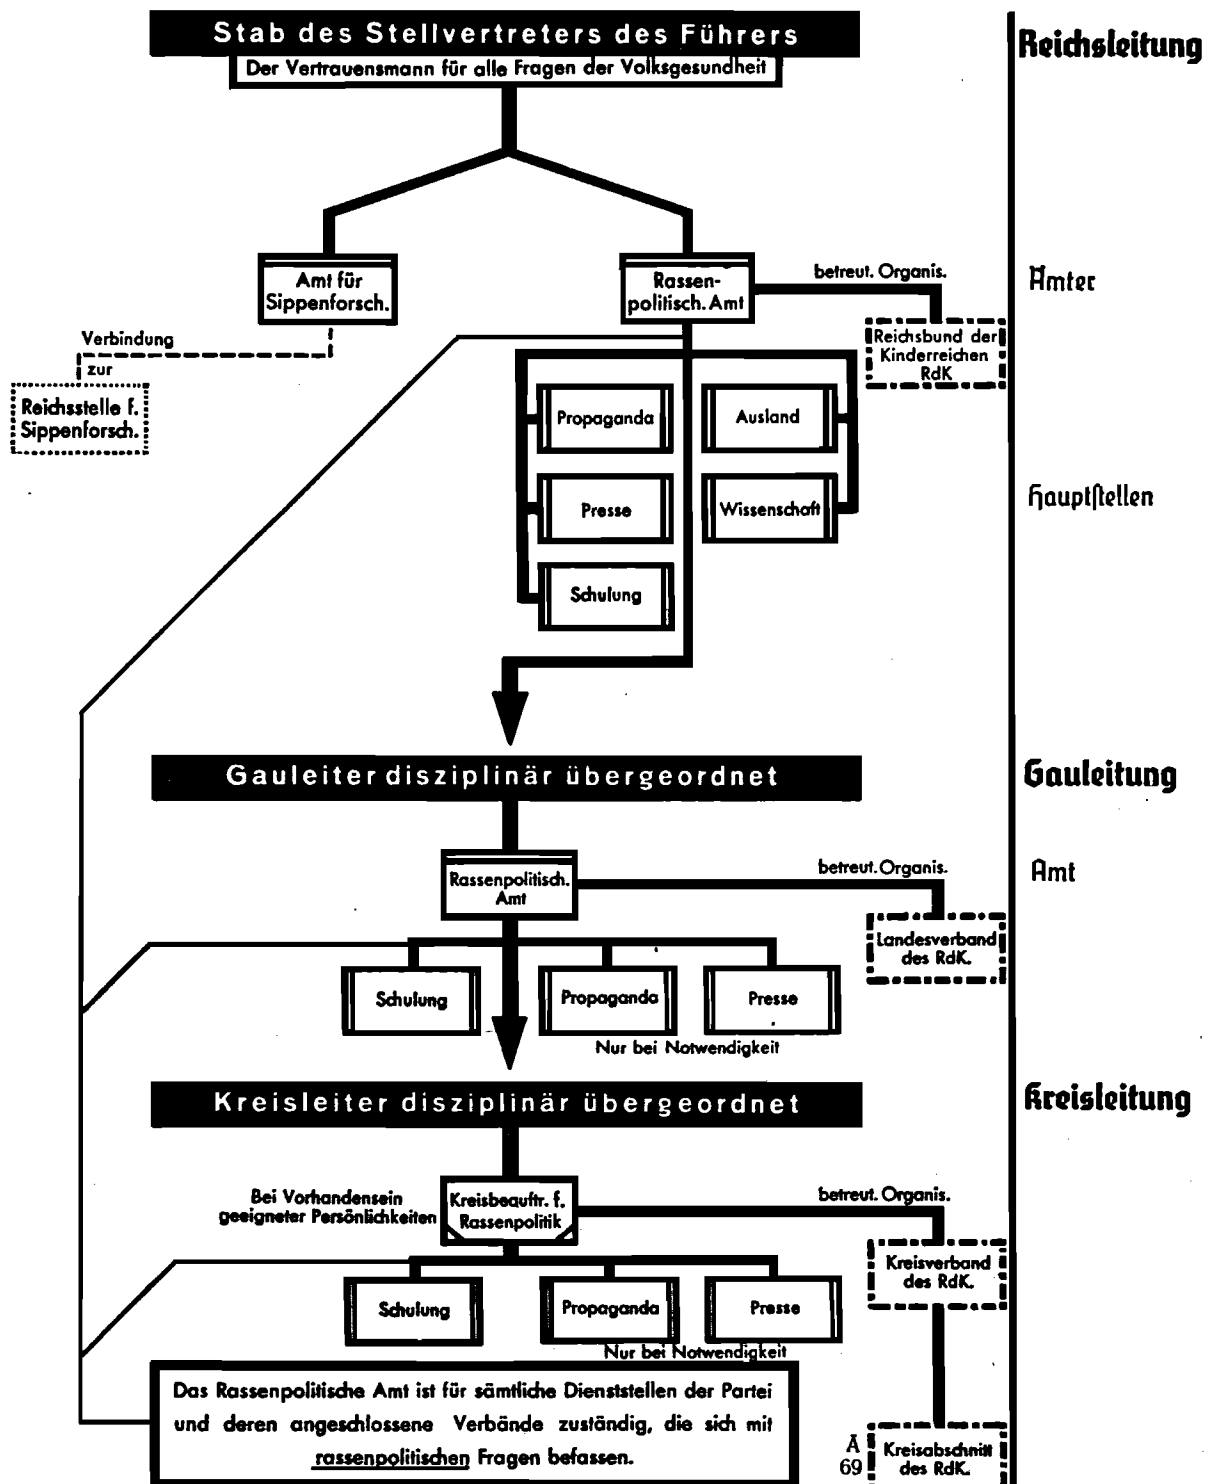 Stab des Stellvertreters des Führers
Reichsleitung
Der Vertrauensmann für alle Fragen der Volksgesundheit
Amt für
Sippenforsch.
Rassen-
politisch. Amt
betreut. Organis.
Ämter
Verbindung
zur
Reichsstelle f.
Sippenforsch.
Reichsbund der
Kinderreichen
RdK
Propaganda
Ausland
Hauptstellen
Presse
Wissenschaft
Schulung
Gauleiter disziplinär übergeordnet
Gauleitung
Rassenpolitisch.
Amt
betreut. Organis.
Amt
Landesverband
des RdK.
Schulung
Propaganda
Presse
Nur bei Notwendigkeit
Kreisleiter disziplinär übergeordnet
Kreisleitung
Bei Vorhandensein
geeigneter Persönlichkeiten
Kreisbeauftr. f.
Rassenpolitik
betreut. Organis.
Kreisverband
des RdK.
Schulung
Propaganda
Presse
Nur bei Notwendigkeit
Das Rassenpolitische Amt ist für sämtliche Dienststellen der Partei
und deren angeschlossene Verbände zuständig, die sich mit
rassenpolitischen Fragen befassen.
Ä
69
Kreisabschnitt
des RdK.